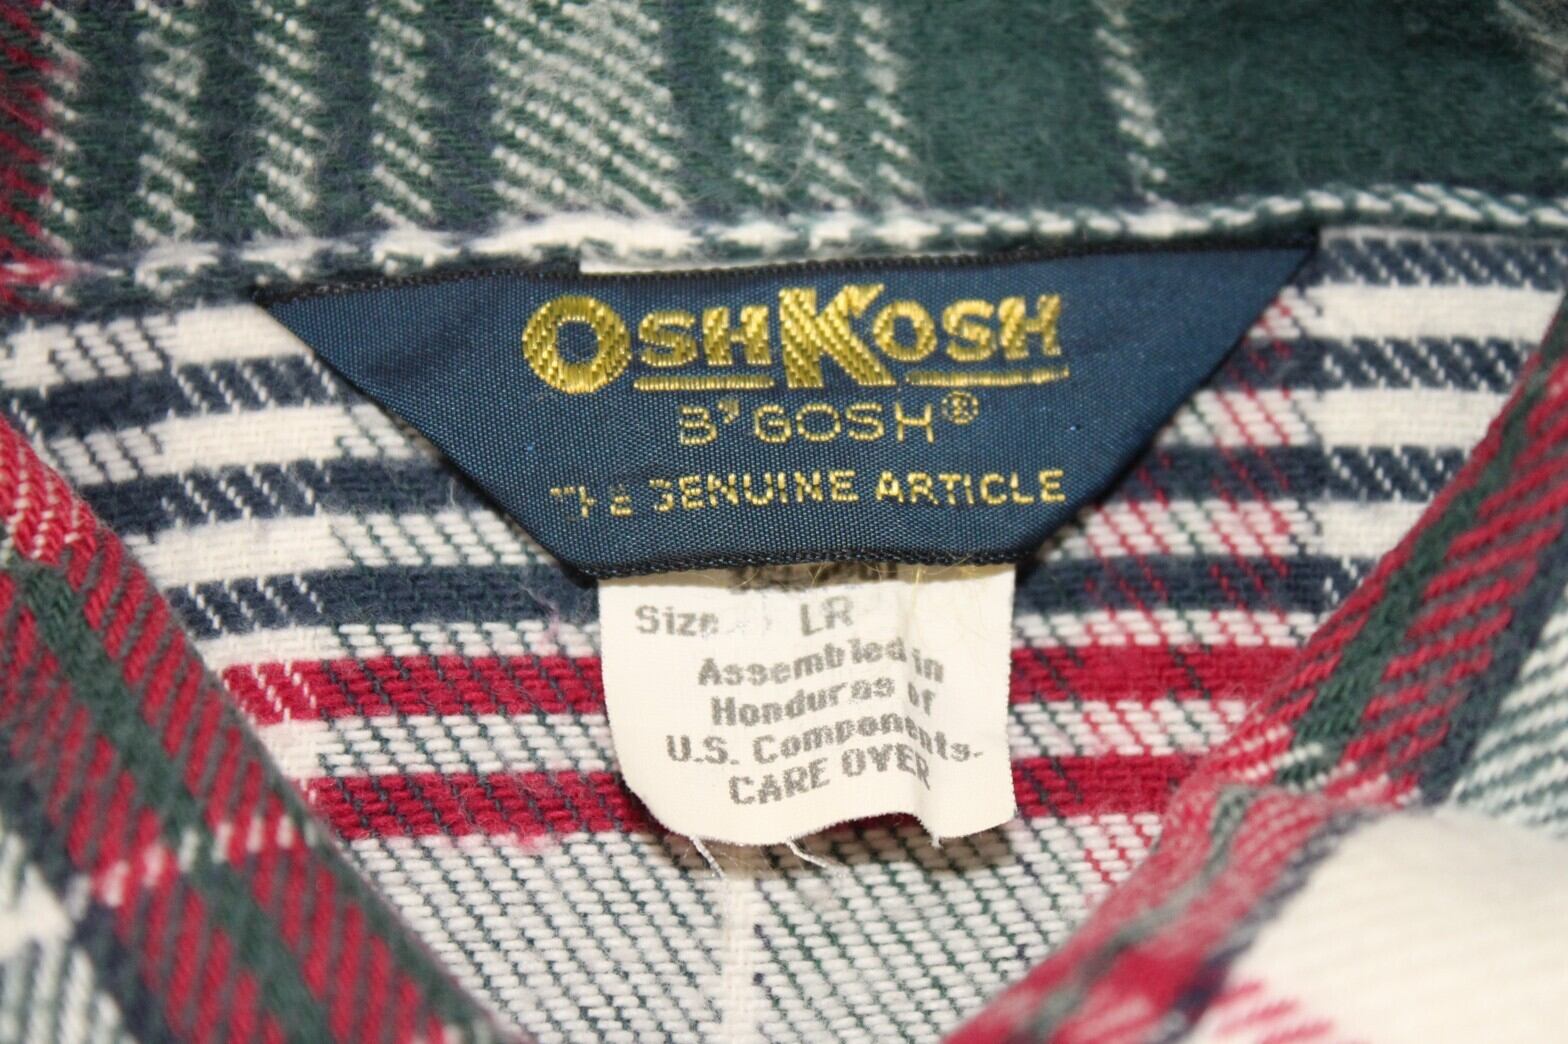 OSHKOSH
B'GOSH®
THE GENUINE ARTICLE
Size LR
Assembled in
Honduras of
U.S. Components.
CARE OVER